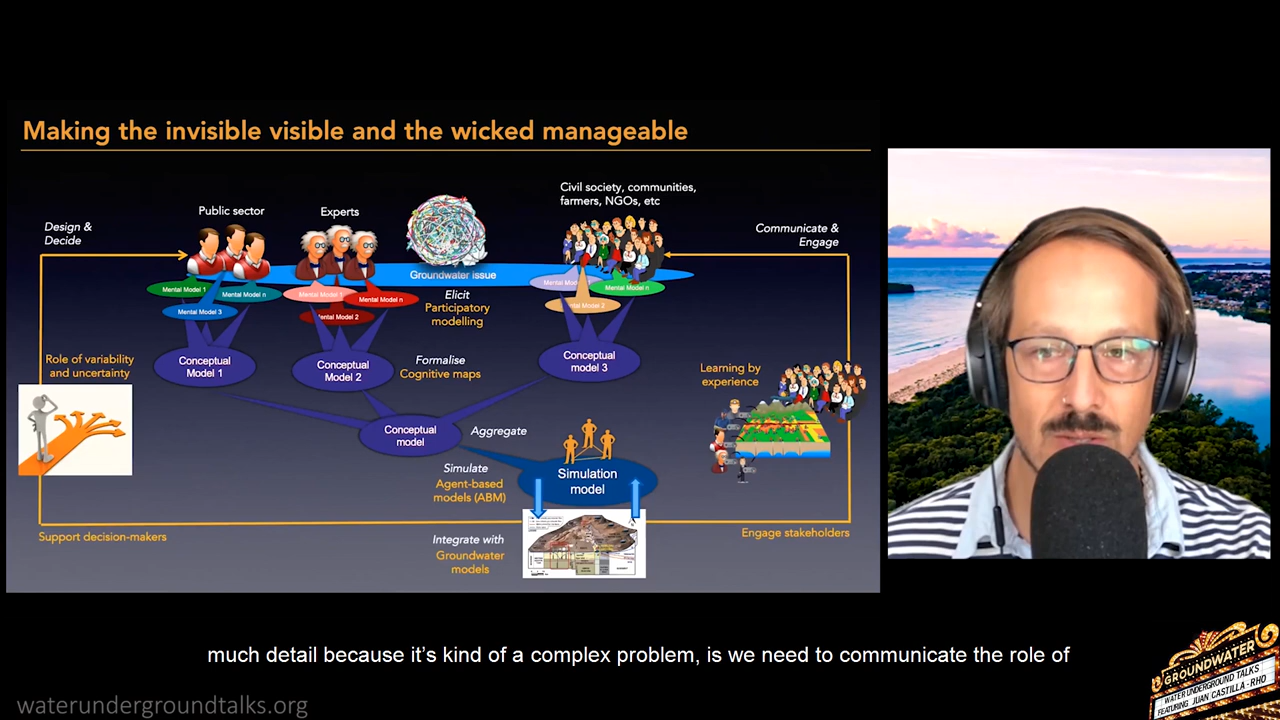 Making the invisible visible and the wicked manageable
Civil society, communities,
farmers, NGOs, etc
Public sector
Experts
Design &
Decide
Communicate &
Engage
Groundwater issue
Mental Model 1
Mental Model n
Mental Model 3
Mental Model n
Mental Model 2
Mental Model n
Elicit
Participatory
modelling
Role of variability
and uncertainty
Conceptual
Model 1
Conceptual
Model 2
Formalise
Cognitive maps
Conceptual
model 3
Learning by
experience
Conceptual
model
Aggregate
Simulate
Agent-based
models (ABM)
Simulation
model
Support decision-makers
Integrate with
Groundwater
models
Engage stakeholders
much detail because it's kind of a complex problem, is we need to communicate the role of
waterundergroundtalks.org
GROUNDWATER
WATER UNDERGROUND TALKS
FEATURING JUAN CASTILLA-RHO